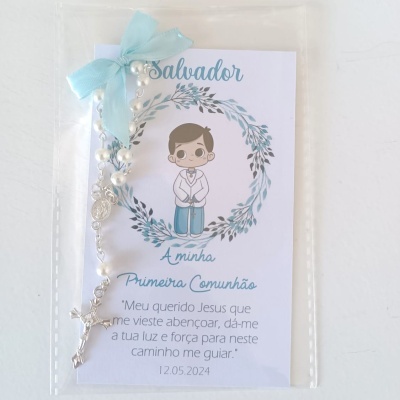 Salvador
A minha
Primeira Comunhão
"Meu querido Jesus que
me vieste abençoar, dá-me
a tua luz e força para neste
caminho me guiar."
12.05.2024